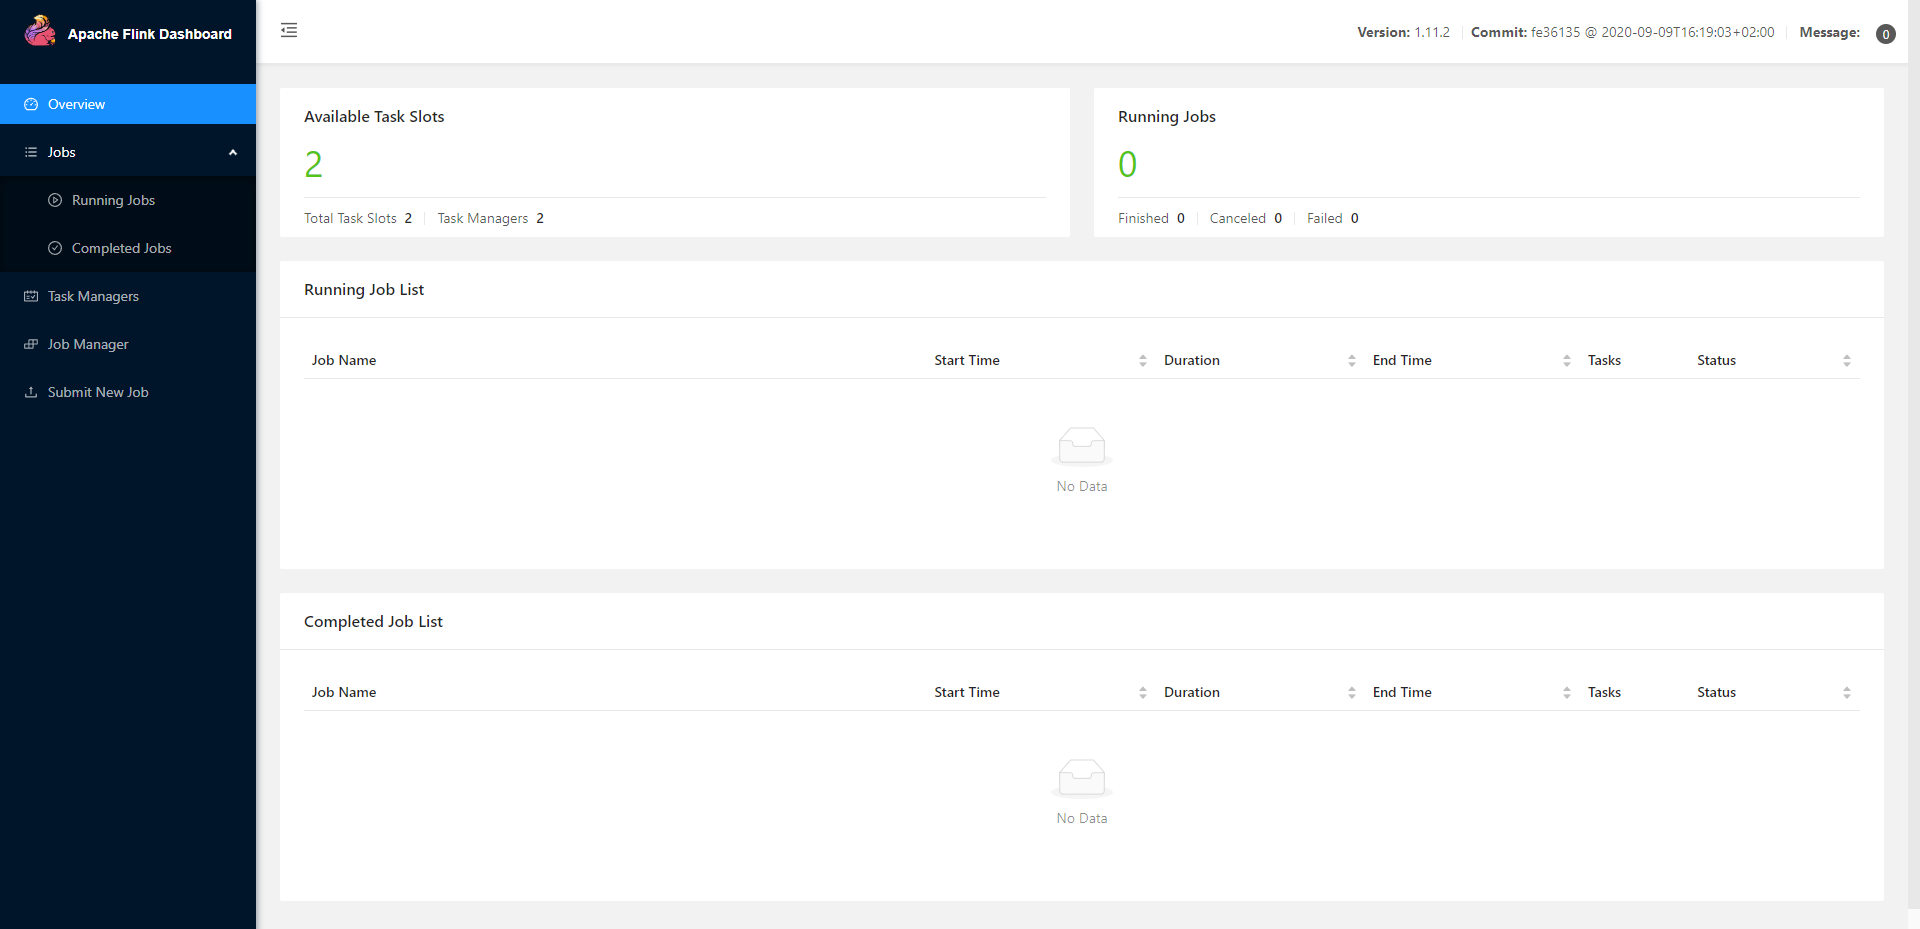 Apache Flink Dashboard
Version: 1.11.2 Commit: fe36135 @ 2020-09-09T16:19:03+02:00 Message: 0
Overview
Jobs
Running Jobs
Completed Jobs
Task Managers
Job Manager
Submit New Job
Available Task Slots
2
Total Task Slots 2 Task Managers 2
Running Jobs
0
Finished 0 Canceled 0 Failed 0
Running Job List
Job Name Start Time Duration End Time Tasks Status
No Data
Completed Job List
Job Name Start Time Duration End Time Tasks Status
No Data